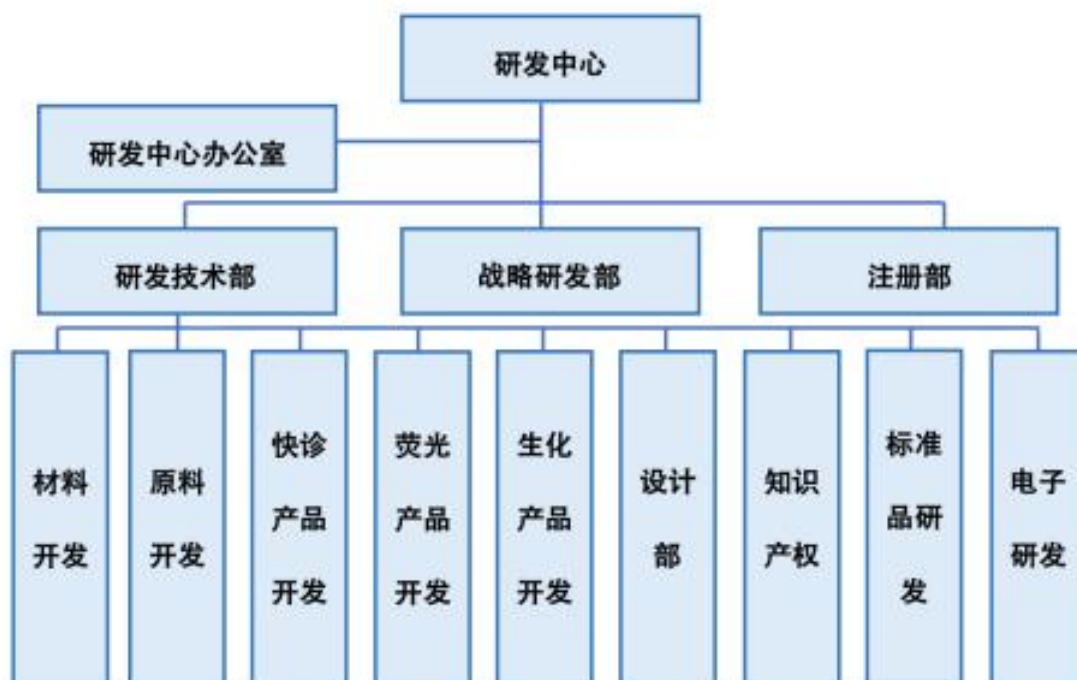 研发中心
研发中心办公室
研发技术部
战略研发部
注册部
材料
开发
原料
开发
快诊
产品
开发
荧光
产品
开发
生化
产品
开发
设计
部
知识
产权
标准
品研
发
电子
研发